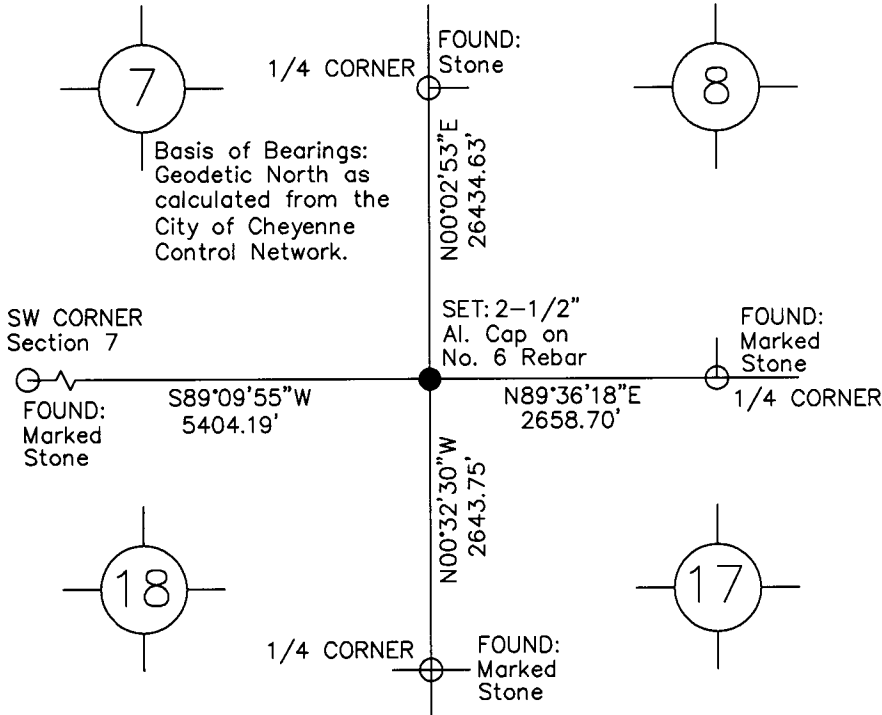 7
1/4 CORNER
FOUND:
Stone
8
Basis of Bearings:
Geodetic North as
calculated from the
City of Cheyenne
Control Network.
N00°02'53"E
26434.63'
SW CORNER
Section 7
SET: 2-1/2"
Al. Cap on
No. 6 Rebar
FOUND:
Marked
Stone
FOUND:
Marked
Stone
S89°09'55"W
5404.19'
N89°36'18"E
2658.70'
1/4 CORNER
N00°32'30"W
2643.75'
18
17
1/4 CORNER
FOUND:
Marked
Stone